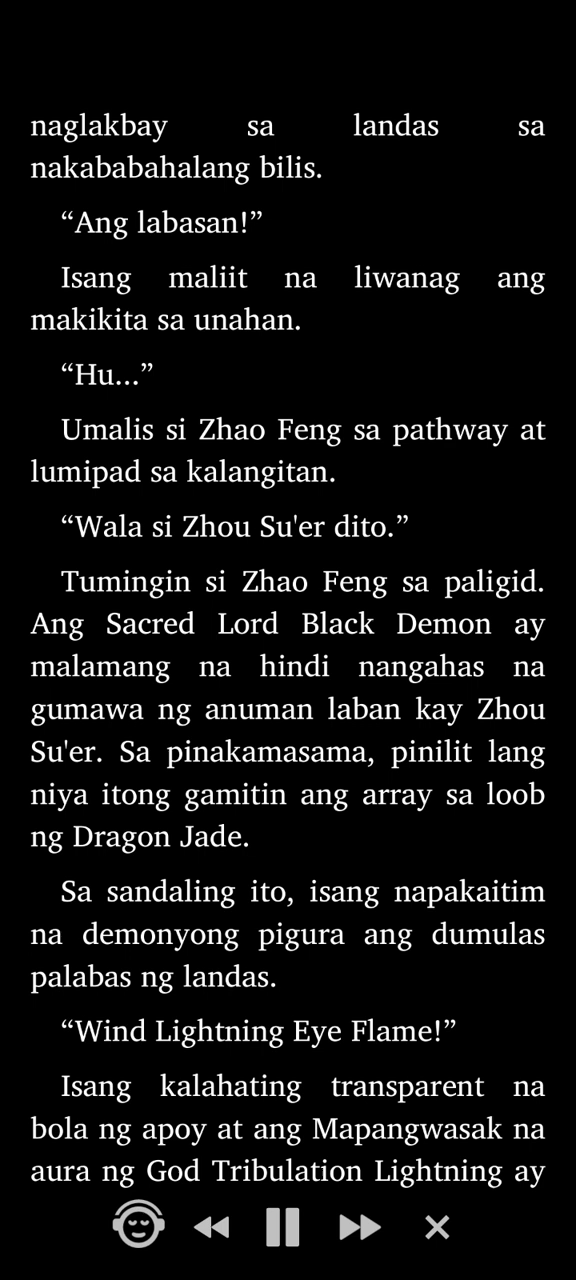 naglakbay sa landas sa
nakababahalang bilis.
“Ang labasan!”
Isang maliit na liwanag ang
makikita sa unahan.
“Hu...”
Umalis si Zhao Feng sa pathway at
lumipad sa kalangitan.
“Wala si Zhou Su'er dito.”
Tumingin si Zhao Feng sa paligid.
Ang Sacred Lord Black Demon ay
malamang na hindi nangahas na
gumawa ng anuman laban kay Zhou
Su'er. Sa pinakamasama, pinilit lang
niya itong gamitin ang array sa loob
ng Dragon Jade.
Sa sandaling ito, isang napakaitim
na demonyong pigura ang dumulas
palabas ng landas.
“Wind Lightning Eye Flame!”
Isang kalahating transparent na
bola ng apoy at ang Mapangwasak na
aura ng God Tribulation Lightning ay